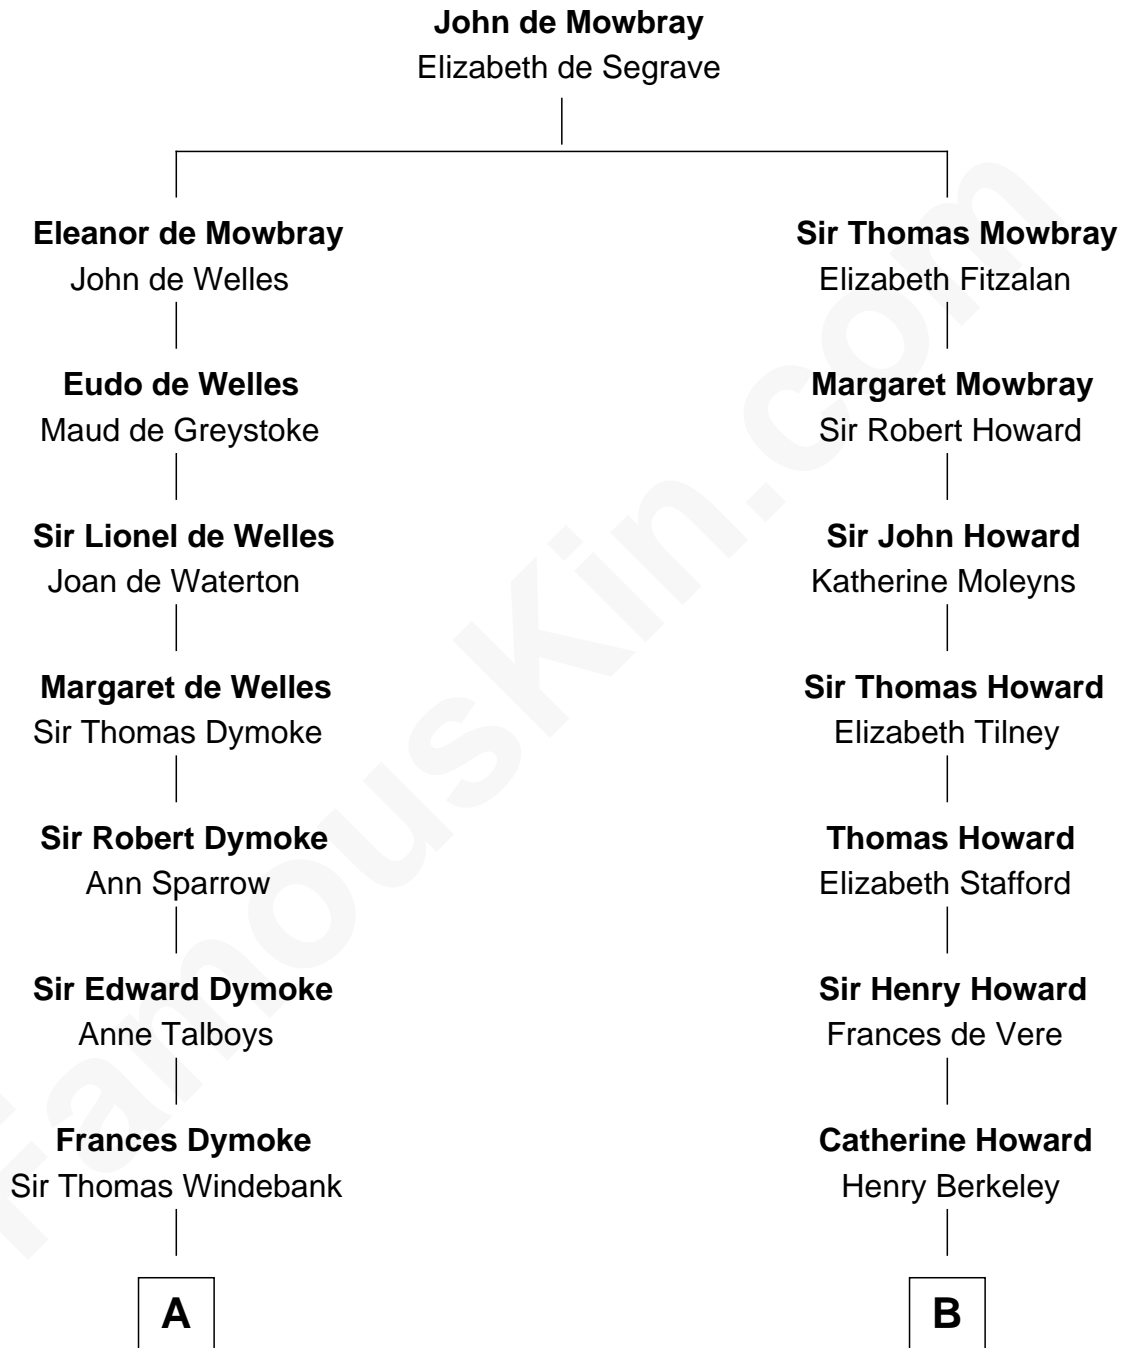 John de Mowbray
Elizabeth de Segrave
Eleanor de Mowbray
John de Welles
Eudo de Welles
Maud de Greystoke
Sir Lionel de Welles
Joan de Waterton
Margaret de Welles
Sir Thomas Dymoke
Sir Robert Dymoke
Ann Sparrow
Sir Edward Dymoke
Anne Talboys
Frances Dymoke
Sir Thomas Windebank
A
Sir Thomas Mowbray
Elizabeth Fitzalan
Margaret Mowbray
Sir Robert Howard
Sir John Howard
Katherine Moleyns
Sir Thomas Howard
Elizabeth Tilney
Thomas Howard
Elizabeth Stafford
Sir Henry Howard
Frances de Vere
Catherine Howard
Henry Berkeley
B
FamousKin.com